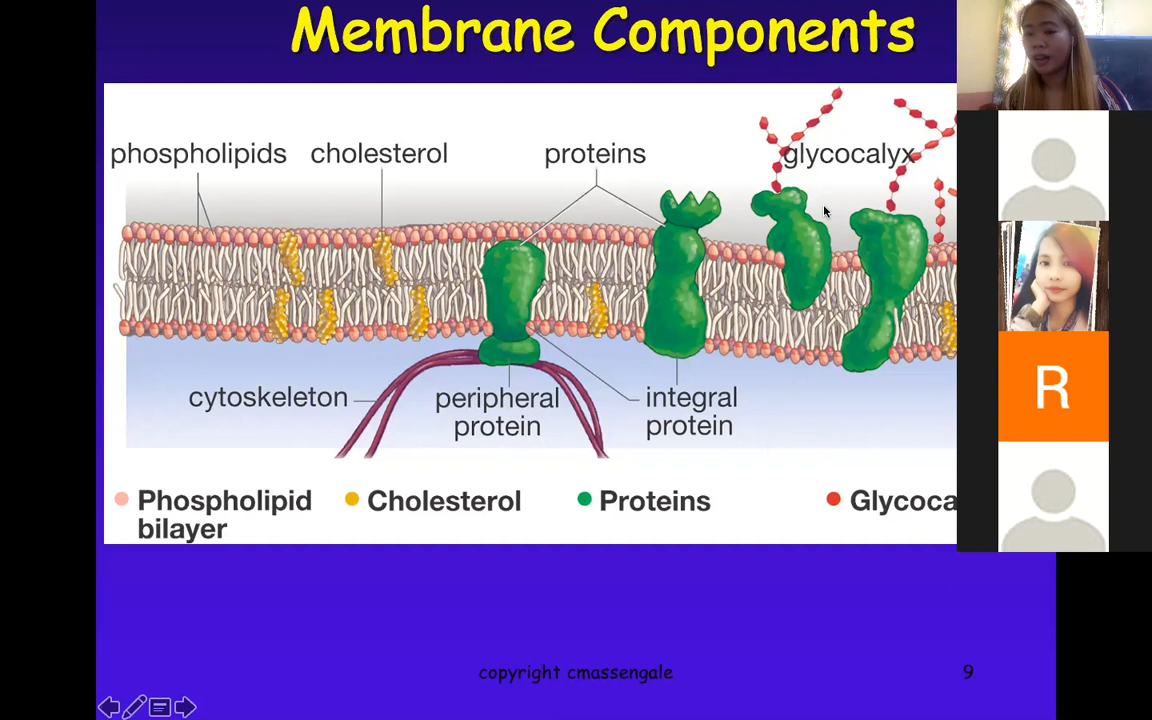 Membrane Components
phospholipids cholesterol proteins glycocalyx
cytoskeleton peripheral integral
protein protein
Phospholipid Cholesterol Proteins Glycoca
bilayer
R
copyright cmassengale 9